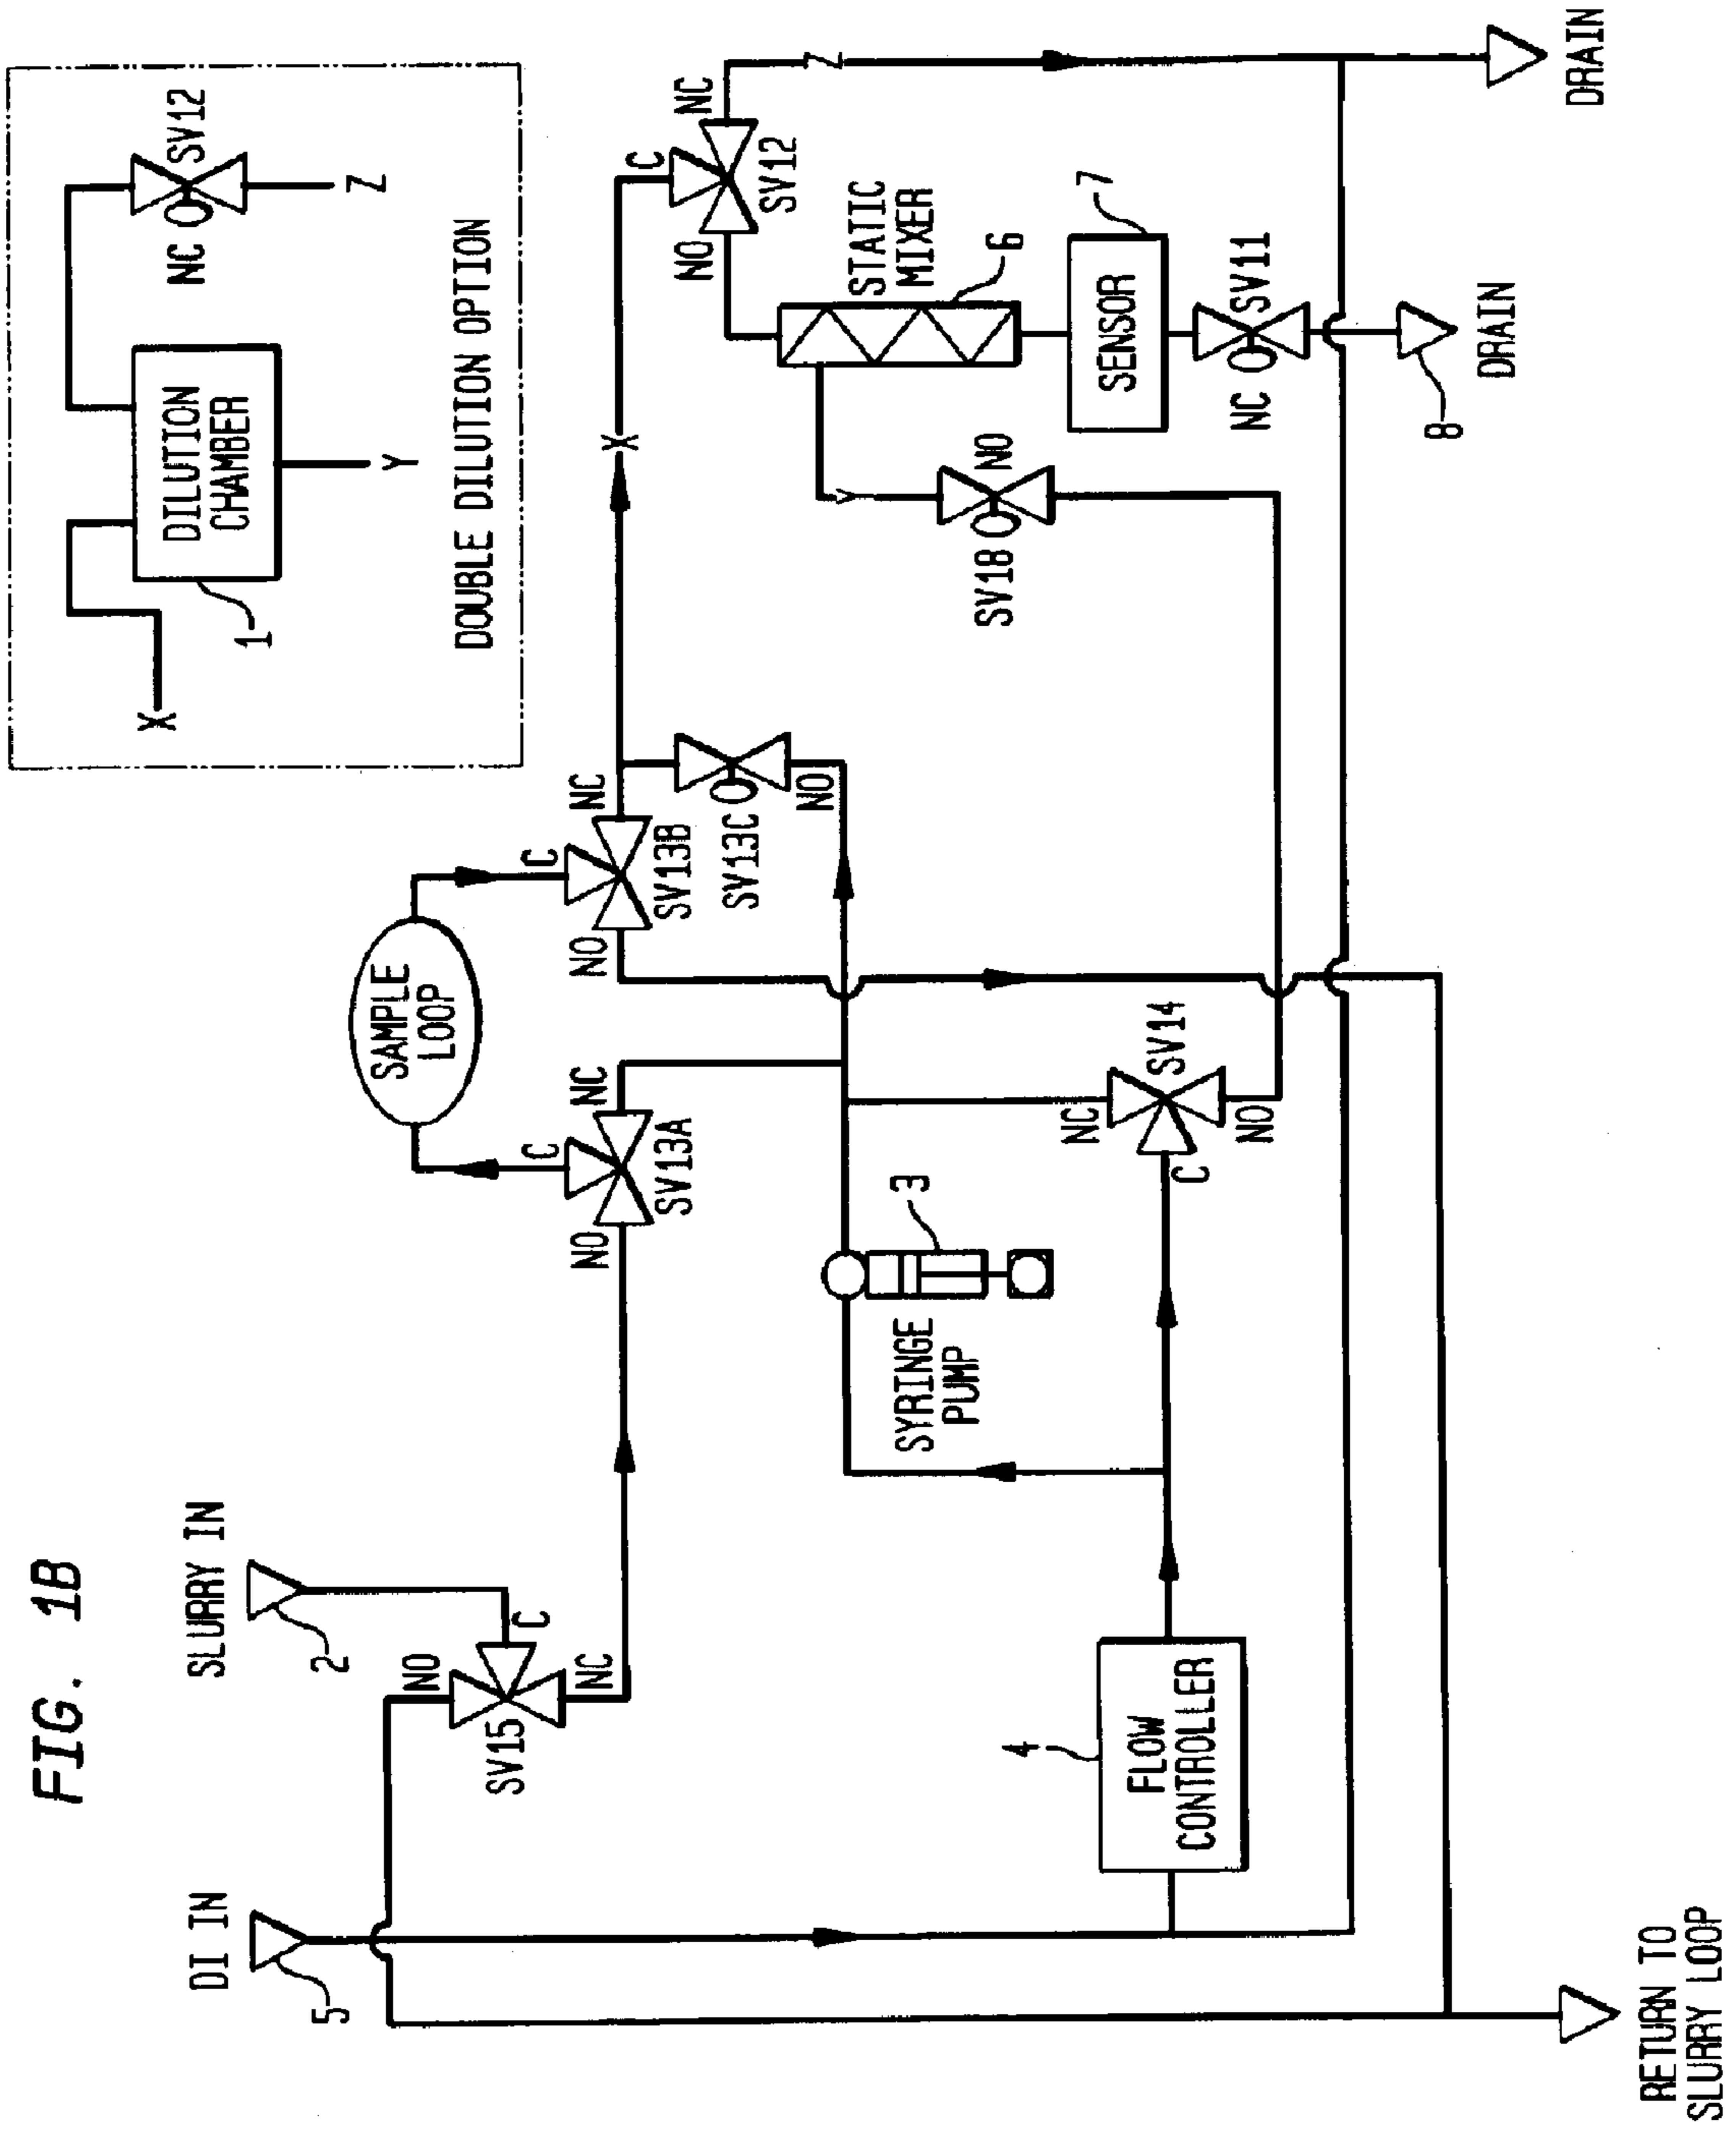 FIG. 1B
DI IN
5
SLURRY IN
2
NO
C
NC
SV15
SAMPLE
LOOP
C
NO
NC
SV13A
C
NO
NC
SV13B
SV13C
NO
X
C
NO
NC
SV12
Z
X
DILUTION
CHAMBER
1
Y
NC
SV12
Z
DOUBLE DILUTION OPTION
SYRINGE
PUMP
3
FLOW
CONTROLLER
4
NC
C
NO
SV14
Y
SV18
NO
STATIC
MIXER
6
SENSOR
7
NC
SV11
8
DRAIN
DRAIN
RETURN TO
SLURRY LOOP